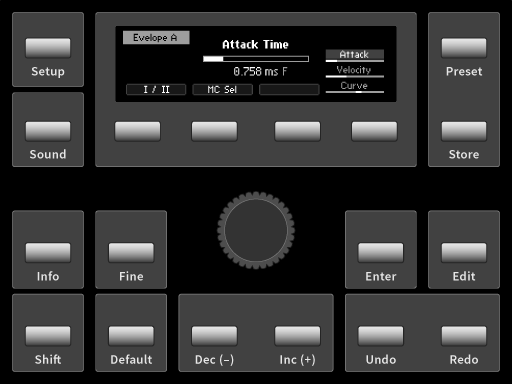 Evelope A
Attack Time
Attack
0.758 ms F
Velocity
I / II
MC Sel
Curve
Setup
Preset
Sound
Store
Info
Fine
Enter
Edit
Shift
Default
Dec (–)
Inc (+)
Undo
Redo